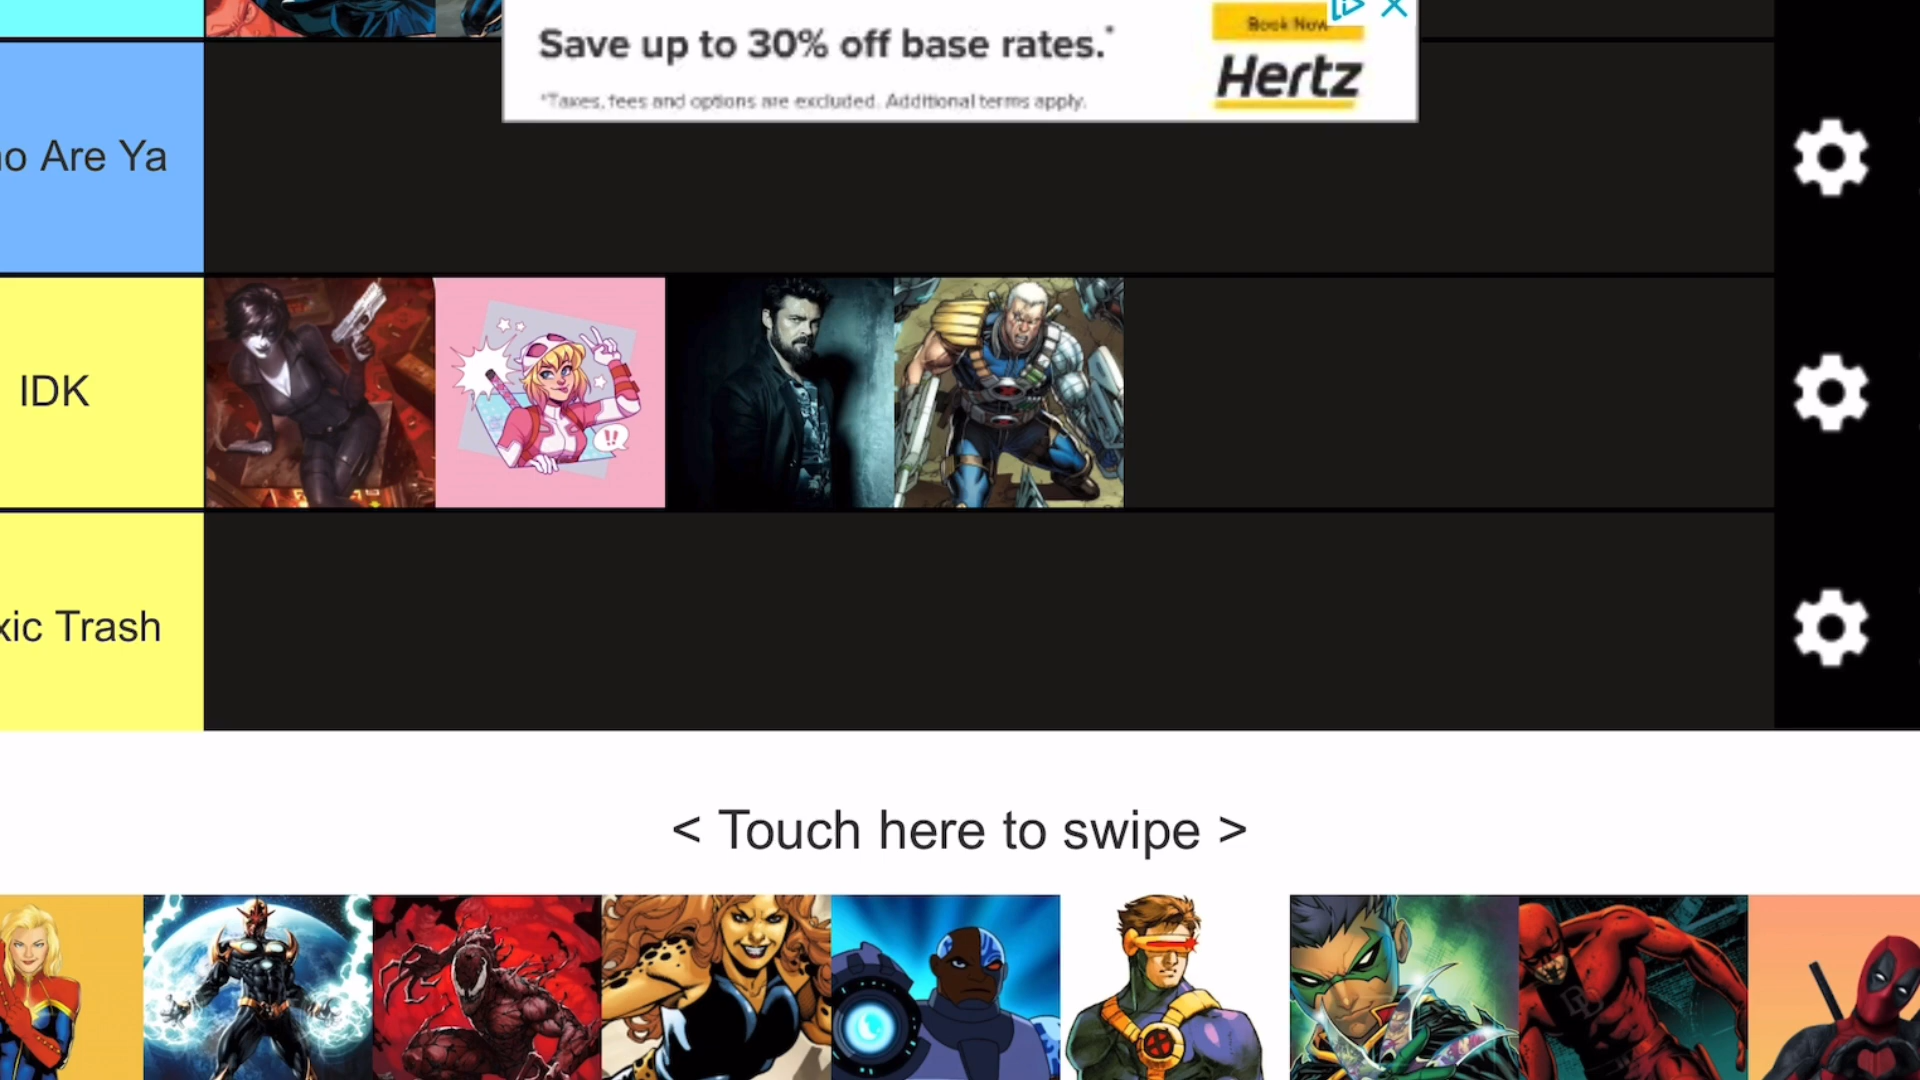 Save up to 30% off base rates.*
*Taxes, fees and options are excluded. Additional terms apply.
Book Now
Hertz
o Are Ya
IDK
!!
xic Trash
< Touch here to swipe >